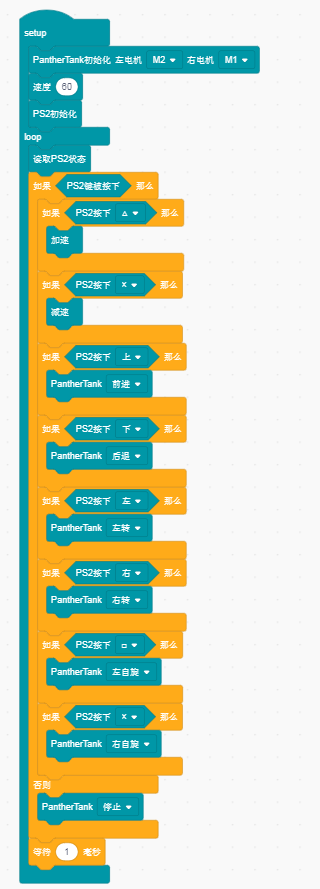 setup
PantherTank初始化 左电机 M2 右电机 M1
速度 60
PS2初始化
loop
读取PS2状态
如果 PS2键被按下 那么
如果 PS2按下 △ 那么
加速
如果 PS2按下 × 那么
减速
如果 PS2按下 上 那么
PantherTank 前进
如果 PS2按下 下 那么
PantherTank 后退
如果 PS2按下 左 那么
PantherTank 左转
如果 PS2按下 右 那么
PantherTank 右转
如果 PS2按下 □ 那么
PantherTank 左自旋
如果 PS2按下 × 那么
PantherTank 右自旋
否则
PantherTank 停止
等待 1 毫秒